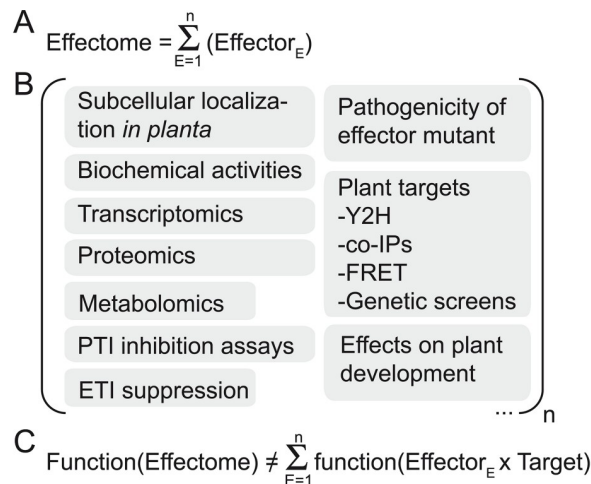 A
Effectome = n Σ E=1 (Effector_E)
B
Subcellular localiza-
tion in planta
Biochemical activities
Transcriptomics
Proteomics
Metabolomics
PTI inhibition assays
ETI suppression
Pathogenicity of
effector mutant
Plant targets
-Y2H
-co-IPs
-FRET
-Genetic screens
Effects on plant
development
... n
C
Function(Effectome) ≠ n Σ E=1 function(Effector_E x Target)